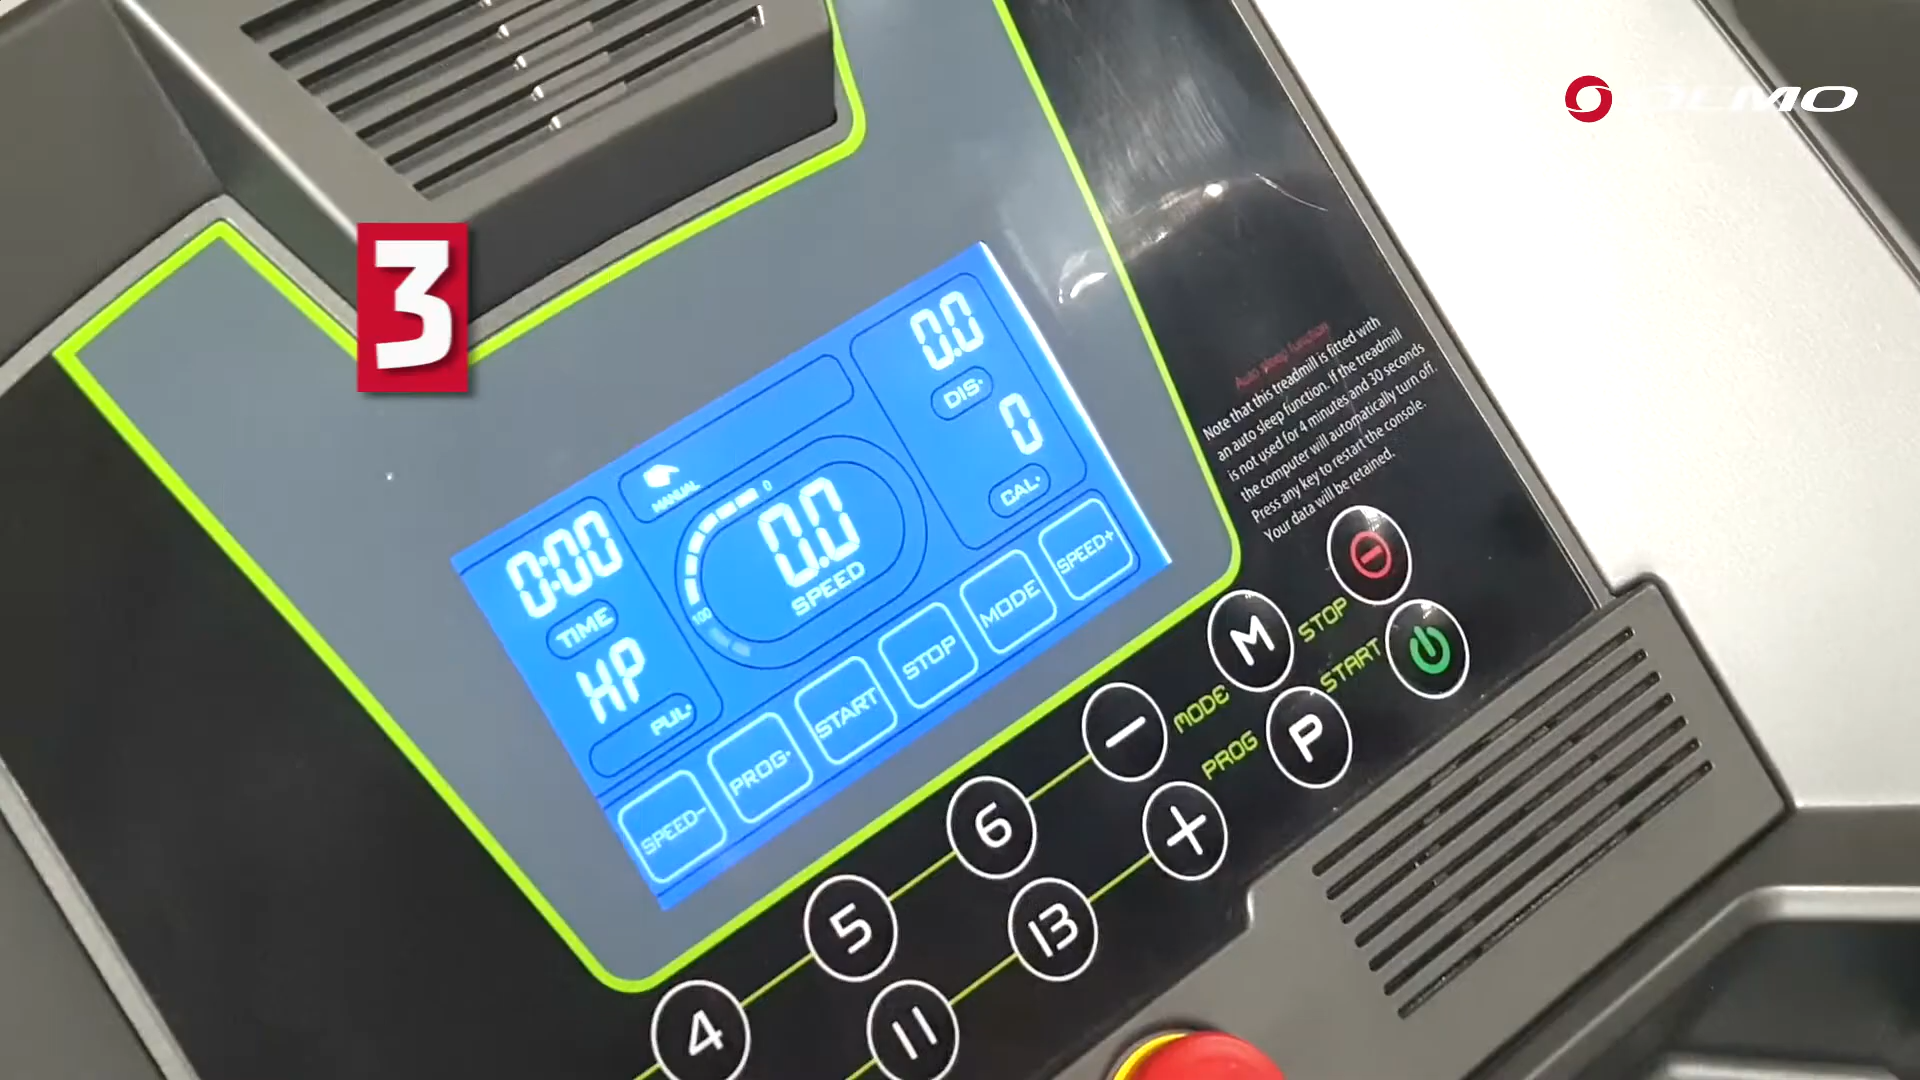 OLMO
3
0.0
DIS·
0
CAL·
MANUAL
0
0.0
SPEED
100
0:00
TIME
HP
PUL·
SPEED-
PROG·
START
STOP
MODE
SPEED+
Auto sleep function
Note that this treadmill is fitted with
an auto sleep function. If the treadmill
is not used for 4 minutes and 30 seconds
the computer will automatically turn off.
Press any key to restart the console.
Your data will be retained.
STOP
M
MODE
START
P
PROG
6
5
4
13
11